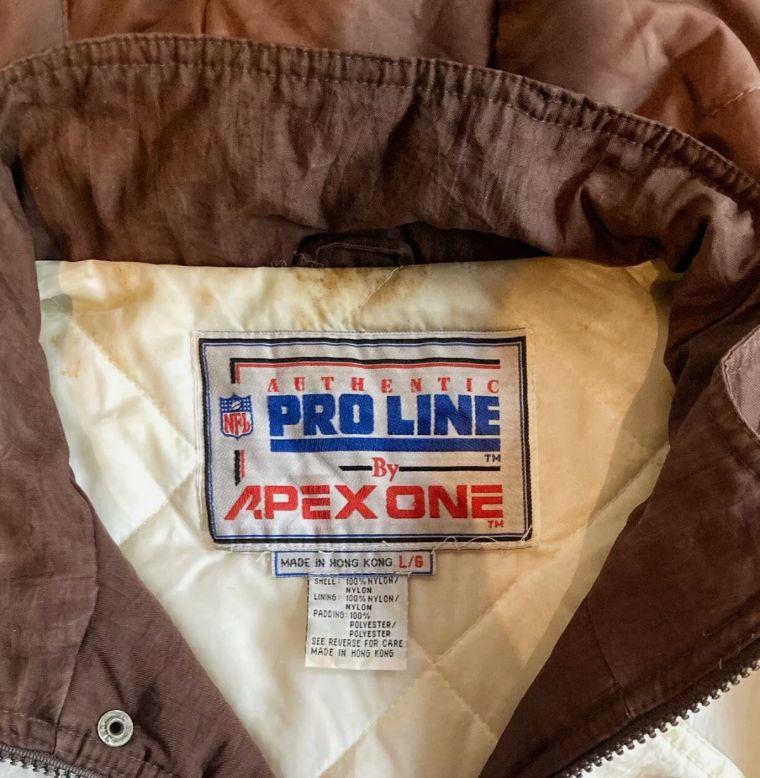 AUTHENTIC
NFL
PRO LINE
TM
By
APEX ONE
TM
MADE IN HONG KONG L/G
SHELL: 100% NYLON/
NYLON
LINING: 100% NYLON/
NYLON
PADDING: 100%
POLYESTER/
POLYESTER
SEE REVERSE FOR CARE
MADE IN HONG KONG